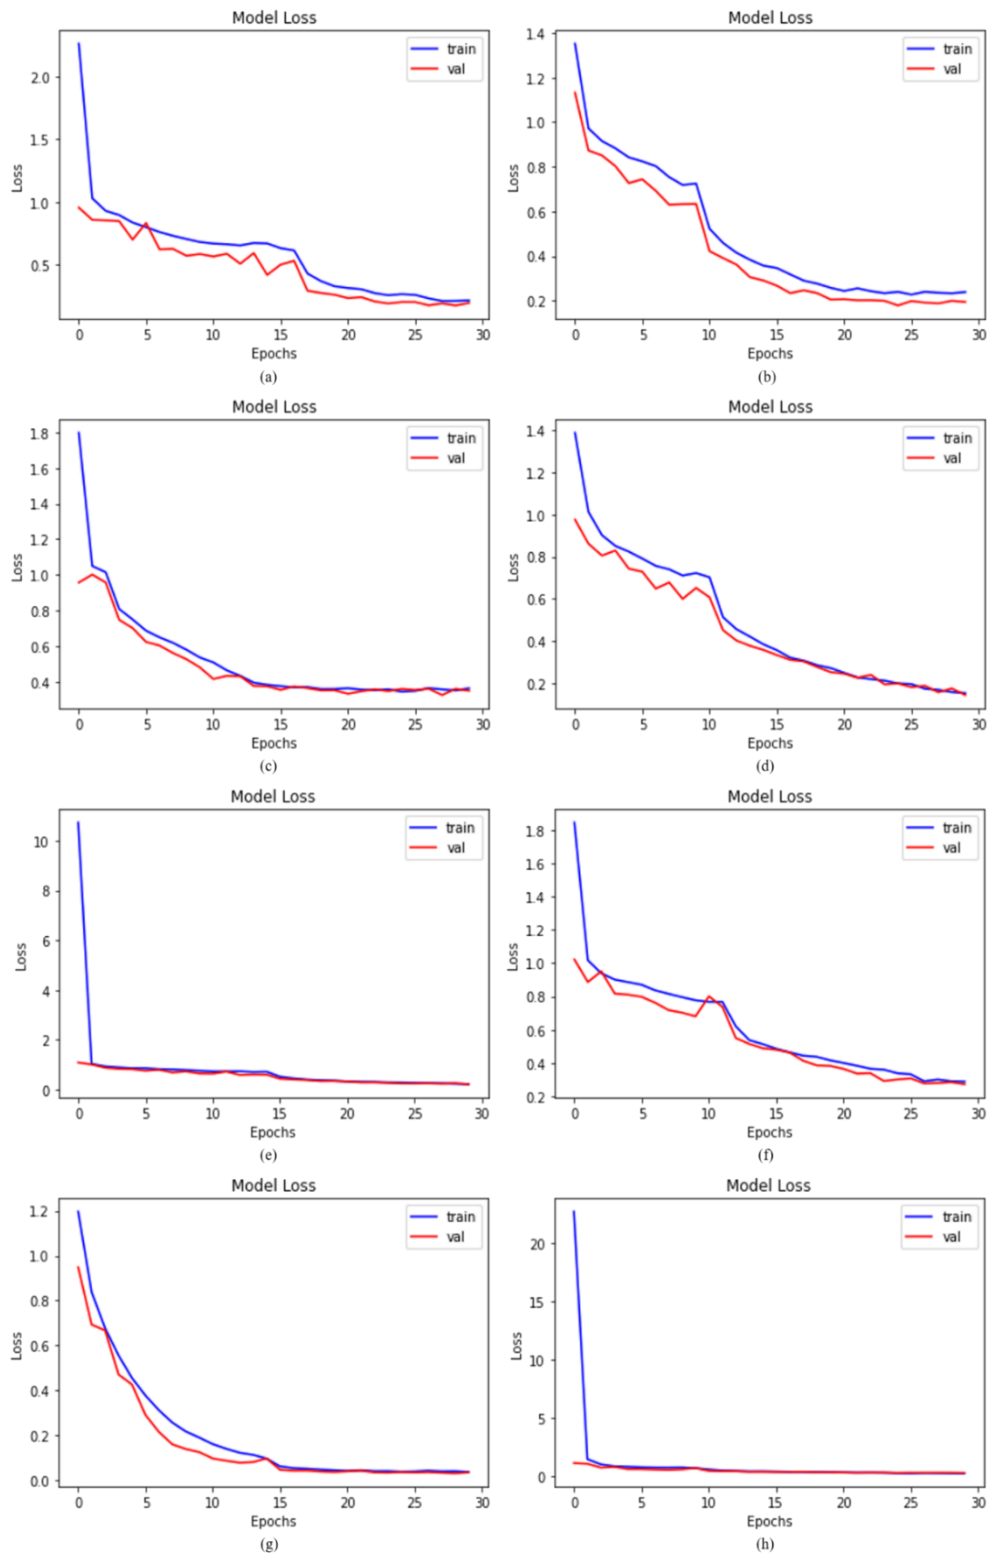 Model Loss
Loss
2.0
1.5
1.0
0.5
train
val
0 5 10 15 20 25 30
Epochs
(a)
Model Loss
Loss
1.4
1.2
1.0
0.8
0.6
0.4
0.2
train
val
0 5 10 15 20 25 30
Epochs
(b)
Model Loss
Loss
1.8
1.6
1.4
1.2
1.0
0.8
0.6
0.4
train
val
0 5 10 15 20 25 30
Epochs
(c)
Model Loss
Loss
1.4
1.2
1.0
0.8
0.6
0.4
0.2
train
val
0 5 10 15 20 25 30
Epochs
(d)
Model Loss
Loss
10
8
6
4
2
0
train
val
0 5 10 15 20 25 30
Epochs
(e)
Model Loss
Loss
1.8
1.6
1.4
1.2
1.0
0.8
0.6
0.4
0.2
train
val
0 5 10 15 20 25 30
Epochs
(f)
Model Loss
Loss
1.2
1.0
0.8
0.6
0.4
0.2
0.0
train
val
0 5 10 15 20 25 30
Epochs
(g)
Model Loss
Loss
20
15
10
5
0
train
val
0 5 10 15 20 25 30
Epochs
(h)